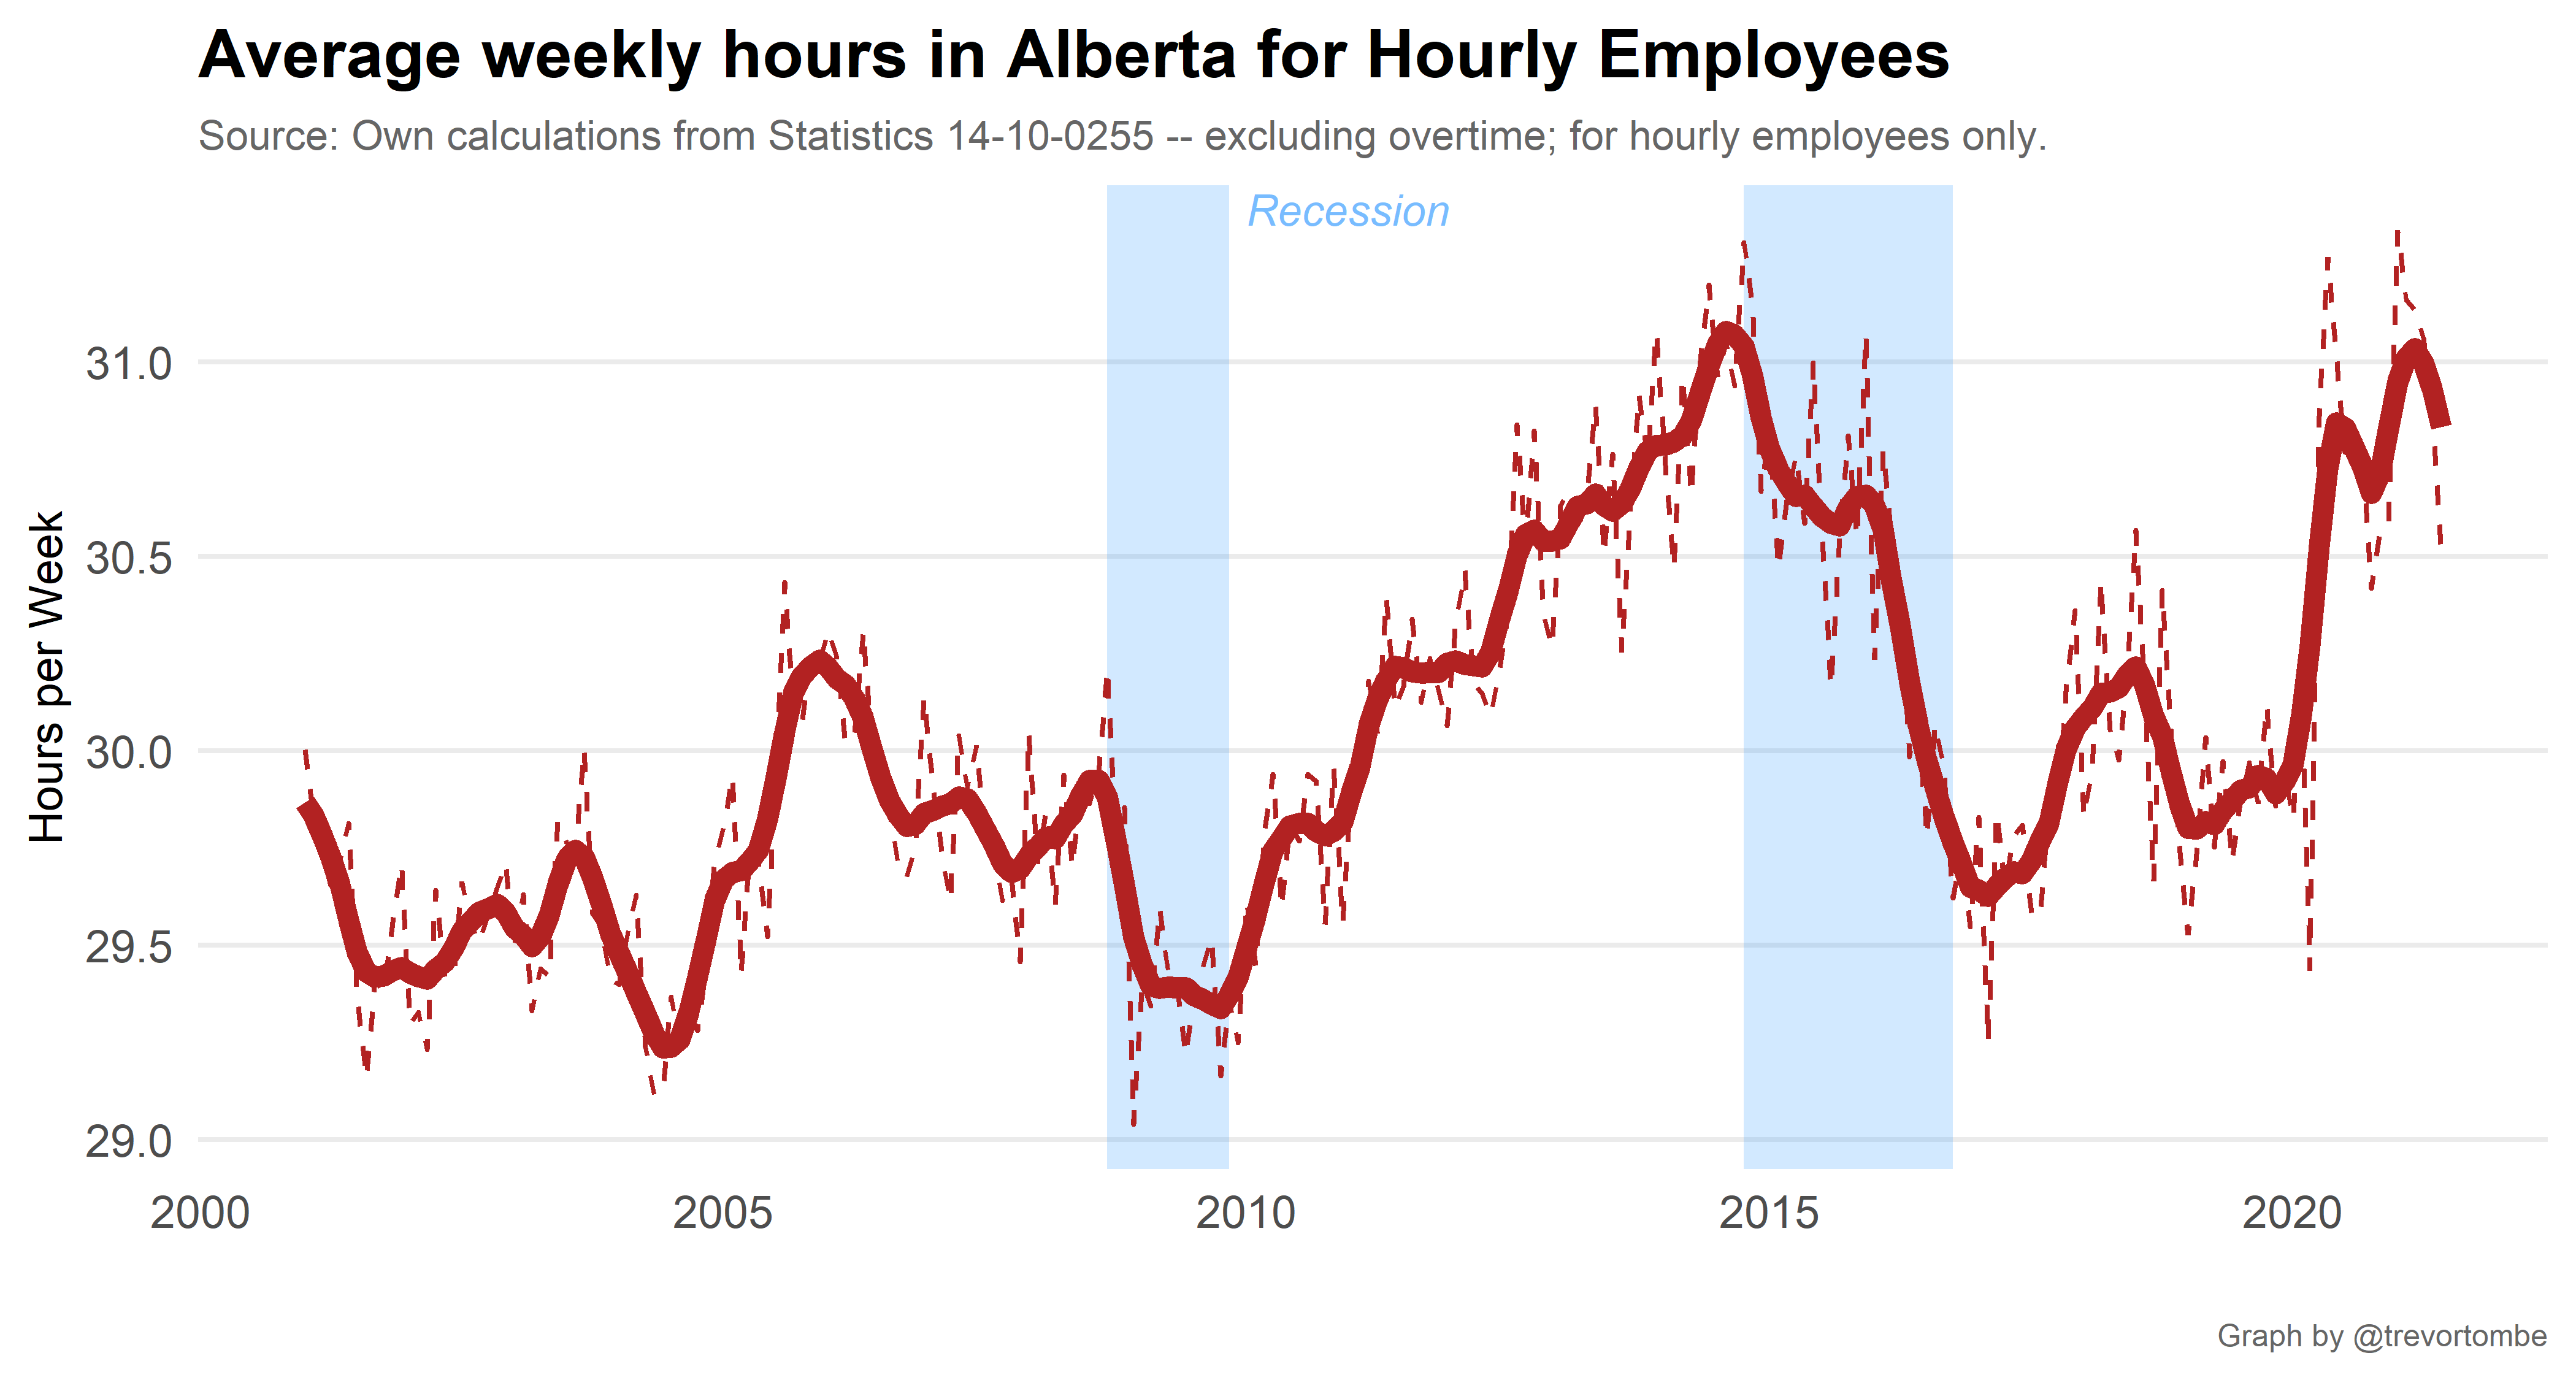 Average weekly hours in Alberta for Hourly Employees
Source: Own calculations from Statistics 14-10-0255 -- excluding overtime; for hourly employees only.
Recession
Hours per Week
31.0
30.5
30.0
29.5
29.0
2000 2005 2010 2015 2020
Graph by @trevortombe